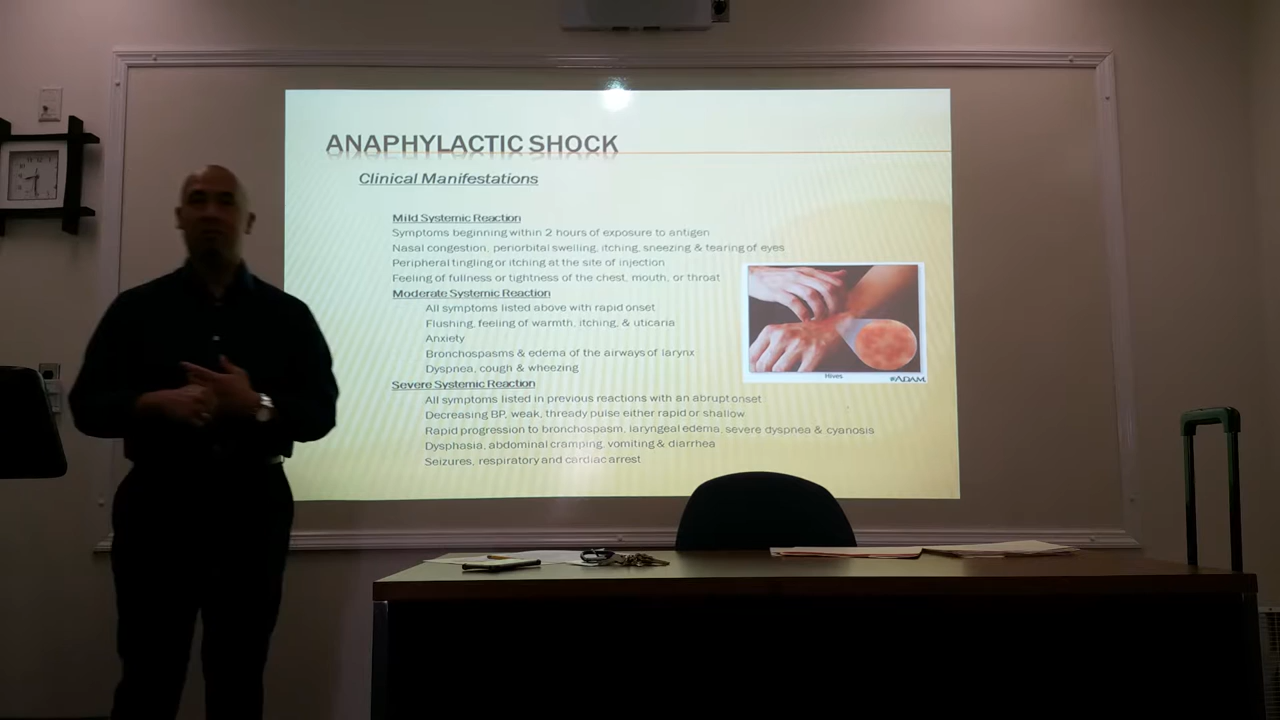 ANAPHYLACTIC SHOCK
Clinical Manifestations
Mild Systemic Reaction
Symptoms beginning within 2 hours of exposure to antigen
Nasal congestion, periorbital swelling, itching, sneezing & tearing of eyes
Peripheral tingling or itching at the site of injection
Feeling of fullness or tightness of the chest, mouth, or throat
Moderate Systemic Reaction
All symptoms listed above with rapid onset
Flushing, feeling of warmth, itching, & uticaria
Anxiety
Bronchospasms & edema of the airways of larynx
Dyspnea, cough & wheezing
Severe Systemic Reaction
All symptoms listed in previous reactions with an abrupt onset
Decreasing BP, weak, thready pulse either rapid or shallow
Rapid progression to bronchospasm, laryngeal edema, severe dyspnea & cyanosis
Dysphasia, abdominal cramping, vomiting & diarrhea
Seizures, respiratory and cardiac arrest
Hives
ADAM.